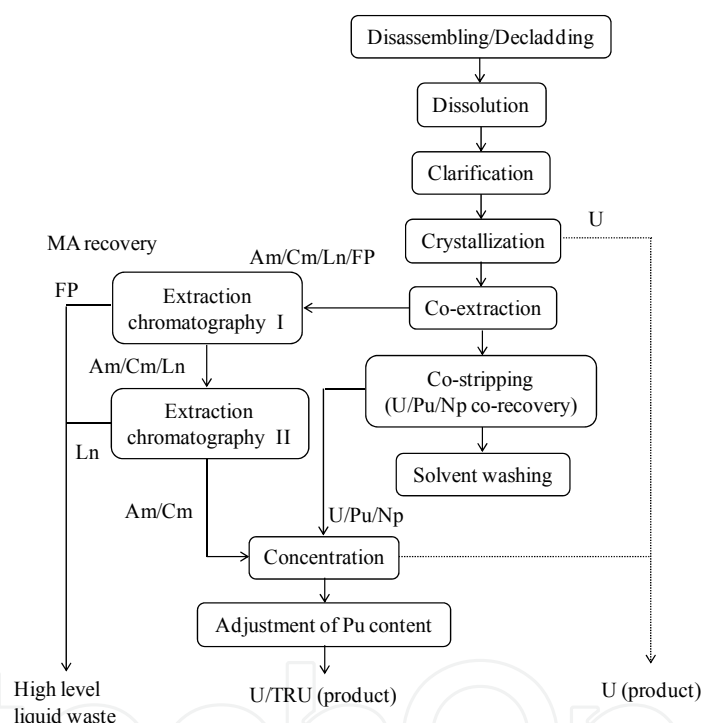 Disassembling/Decladding
Dissolution
Clarification
U
Crystallization
MA recovery
Am/Cm/Ln/FP
FP
Extraction
chromatography I
Co-extraction
Am/Cm/Ln
Co-stripping
(U/Pu/Np co-recovery)
Extraction
chromatography II
Ln
Solvent washing
Am/Cm
U/Pu/Np
Concentration
Adjustment of Pu content
High level
liquid waste
U/TRU (product)
U (product)